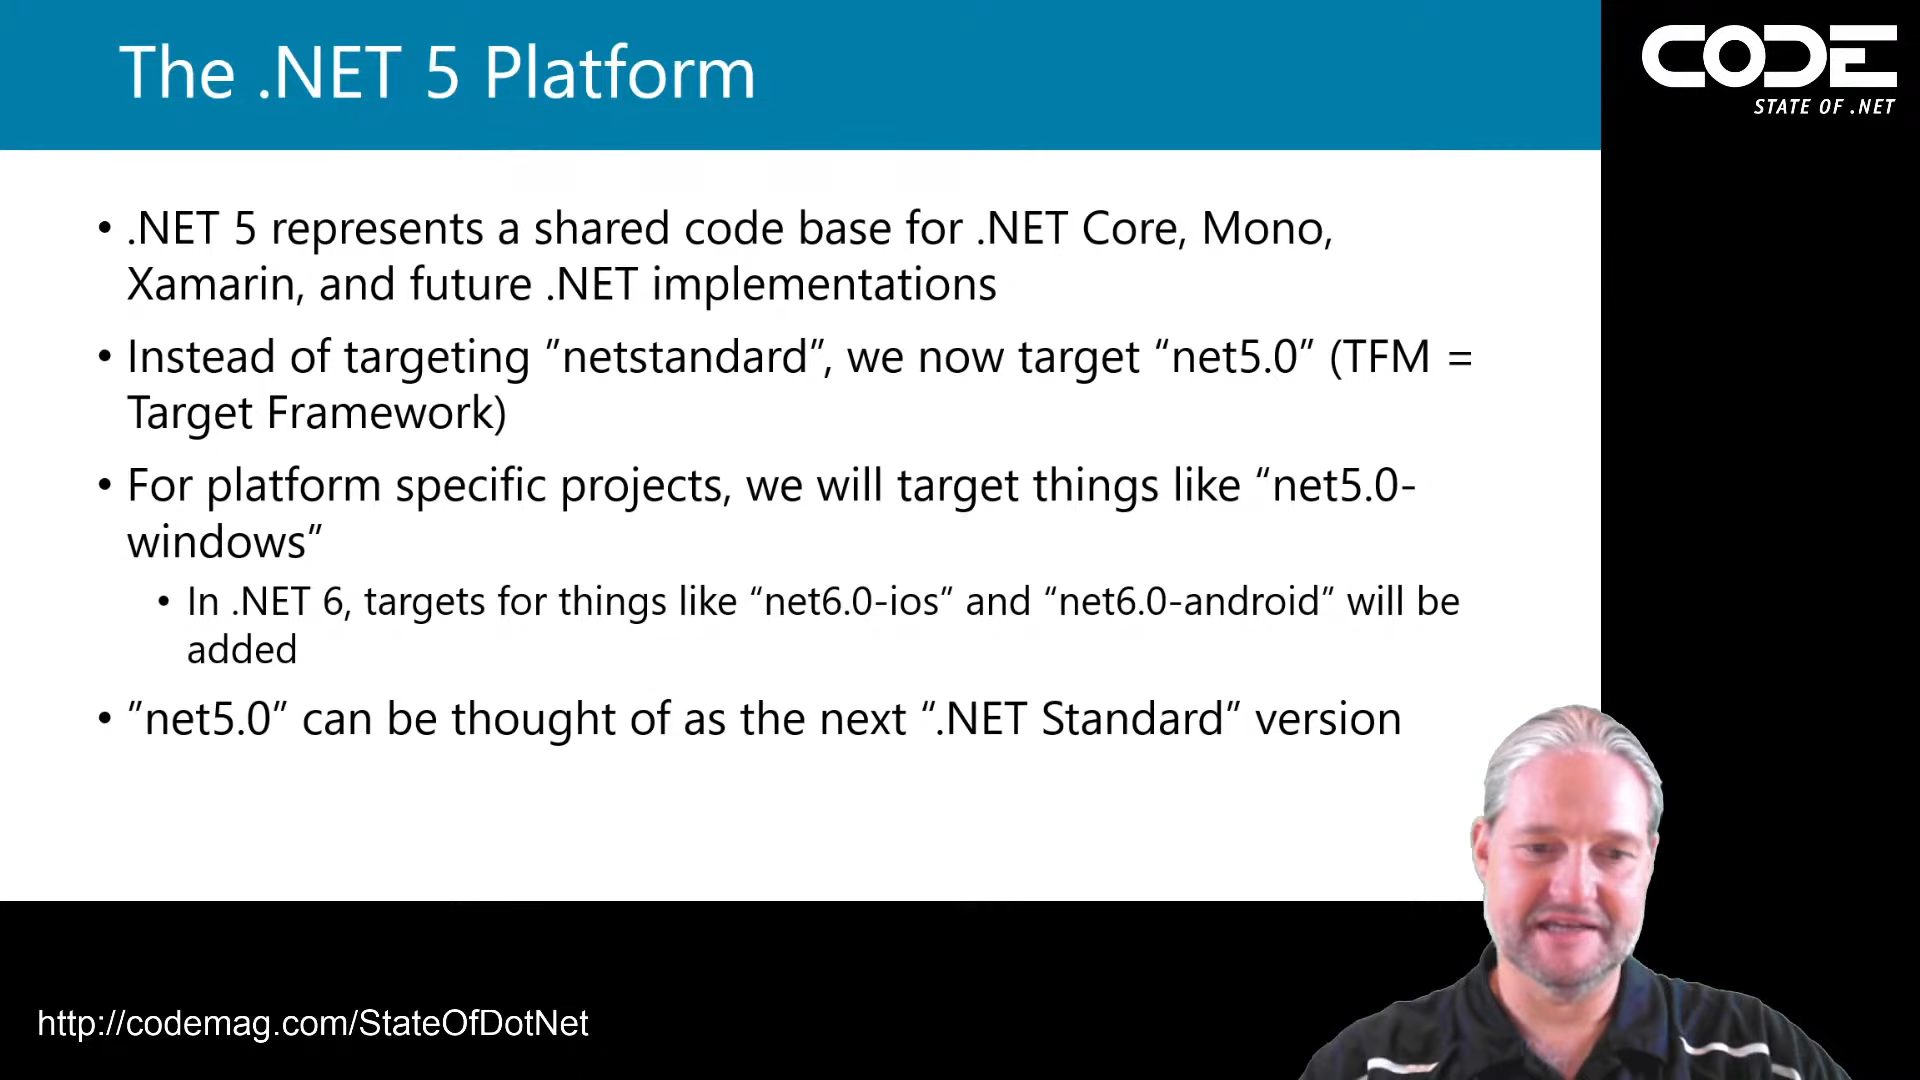 The .NET 5 Platform
CODE
STATE OF .NET
• .NET 5 represents a shared code base for .NET Core, Mono,
Xamarin, and future .NET implementations
• Instead of targeting ”netstandard”, we now target “net5.0” (TFM =
Target Framework)
• For platform specific projects, we will target things like “net5.0-
windows”
• In .NET 6, targets for things like “net6.0-ios” and “net6.0-android” will be
added
• ”net5.0” can be thought of as the next “.NET Standard” version
http://codemag.com/StateOfDotNet